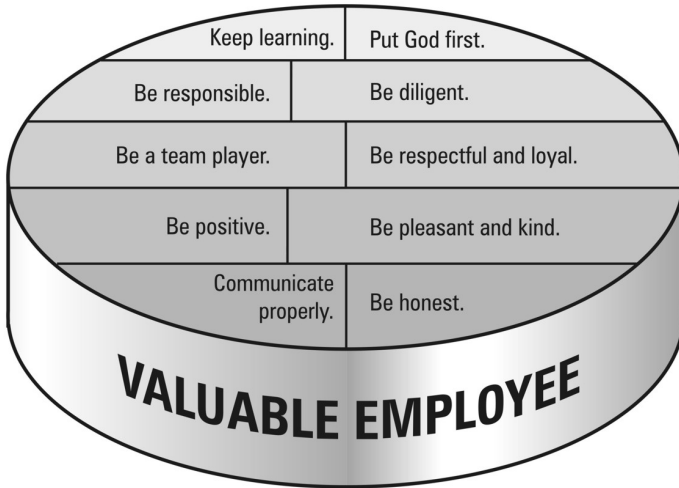 Keep learning.
Put God first.
Be responsible.
Be diligent.
Be a team player.
Be respectful and loyal.
Be positive.
Be pleasant and kind.
Communicate
properly.
Be honest.
VALUABLE EMPLOYEE